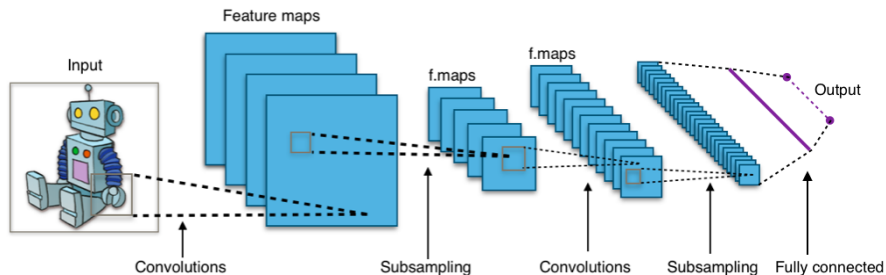 Feature maps
Input
f.maps
f.maps
Output
Convolutions
Subsampling
Convolutions
Subsampling
Fully connected